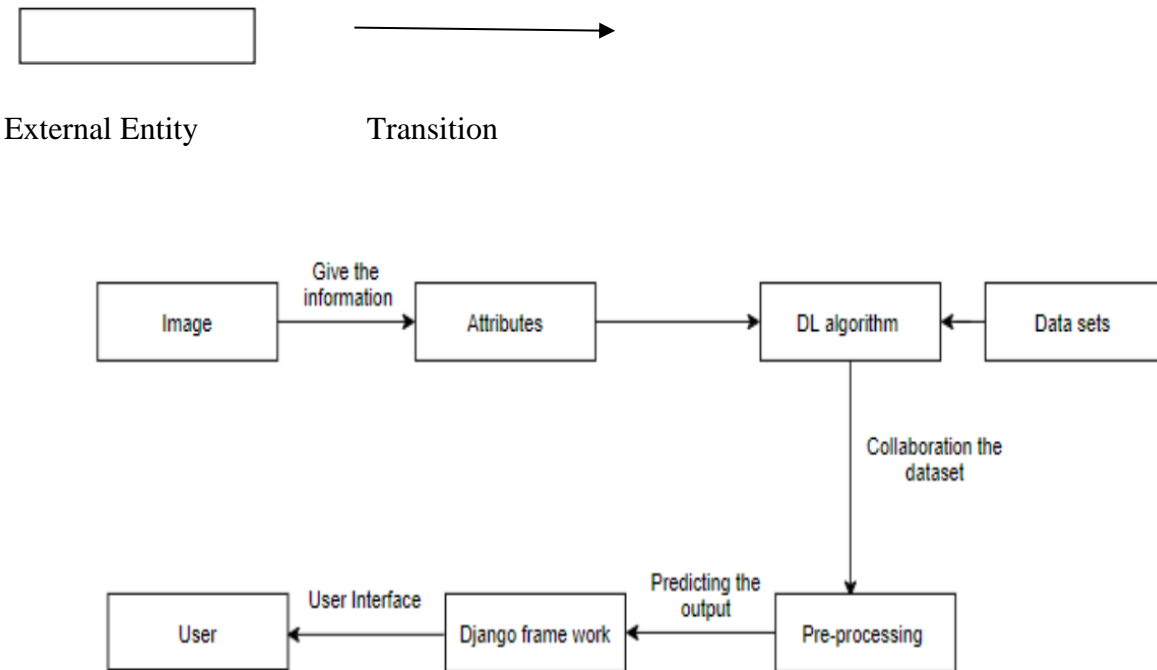 External Entity
Transition
Give the
information
Image
Attributes
DL algorithm
Data sets
Collaboration the
dataset
Predicting the
output
User Interface
User
Django frame work
Pre-processing